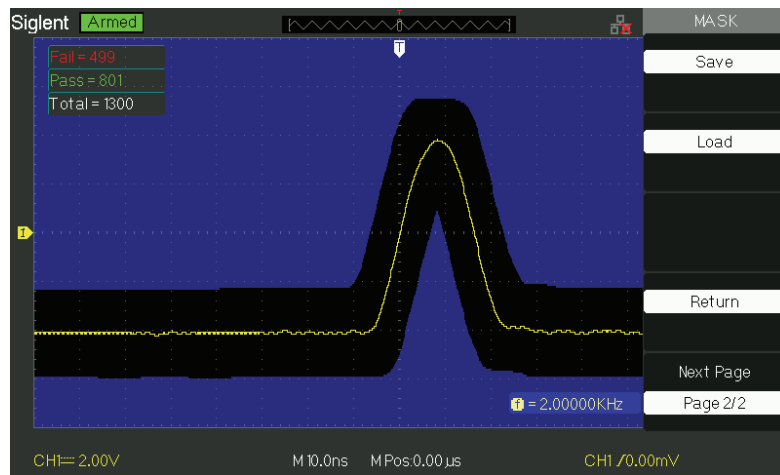 Siglent Armed
T
MASK
Fail = 499
Pass = 801
Total = 1300
T
Save
Load
Return
Next Page
Page 2/2
f = 2.00000KHz
CH1 2.00V
M 10.0ns
M Pos:0.00 µs
CH1 /0.00mV